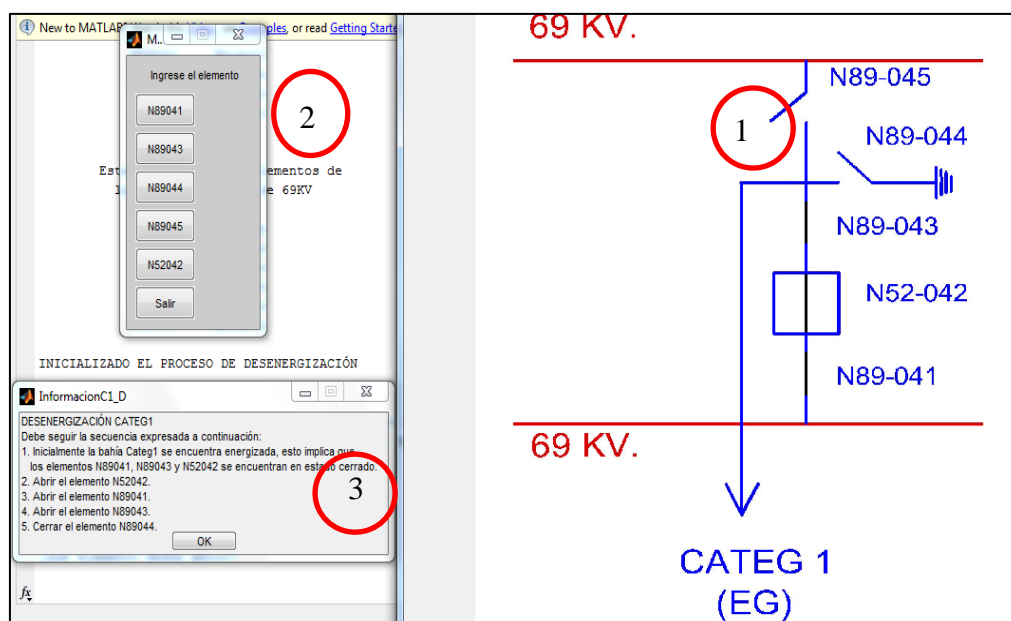 New to MATLAB
ples, or read Getting Starte
M...
Ingrese el elemento
N89041
N89043
N89044
N89045
N52042
Salir
2
Est
ementos de
e 69KV
INICIALIZADO EL PROCESO DE DESENERGIZACIÓN
InformacionC1_D
DESENERGIZACIÓN CATEG1
Debe seguir la secuencia expresada a continuación:
1. Inicialmente la bahía Categ1 se encuentra energizada, esto implica que
los elementos N89041, N89043 y N52042 se encuentran en estado cerrado.
2. Abrir el elemento N52042.
3. Abrir el elemento N89041.
4. Abrir el elemento N89043.
5. Cerrar el elemento N89044.
OK
3
fx
69 KV.
N89-045
1
N89-044
N89-043
N52-042
N89-041
69 KV.
CATEG 1
(EG)